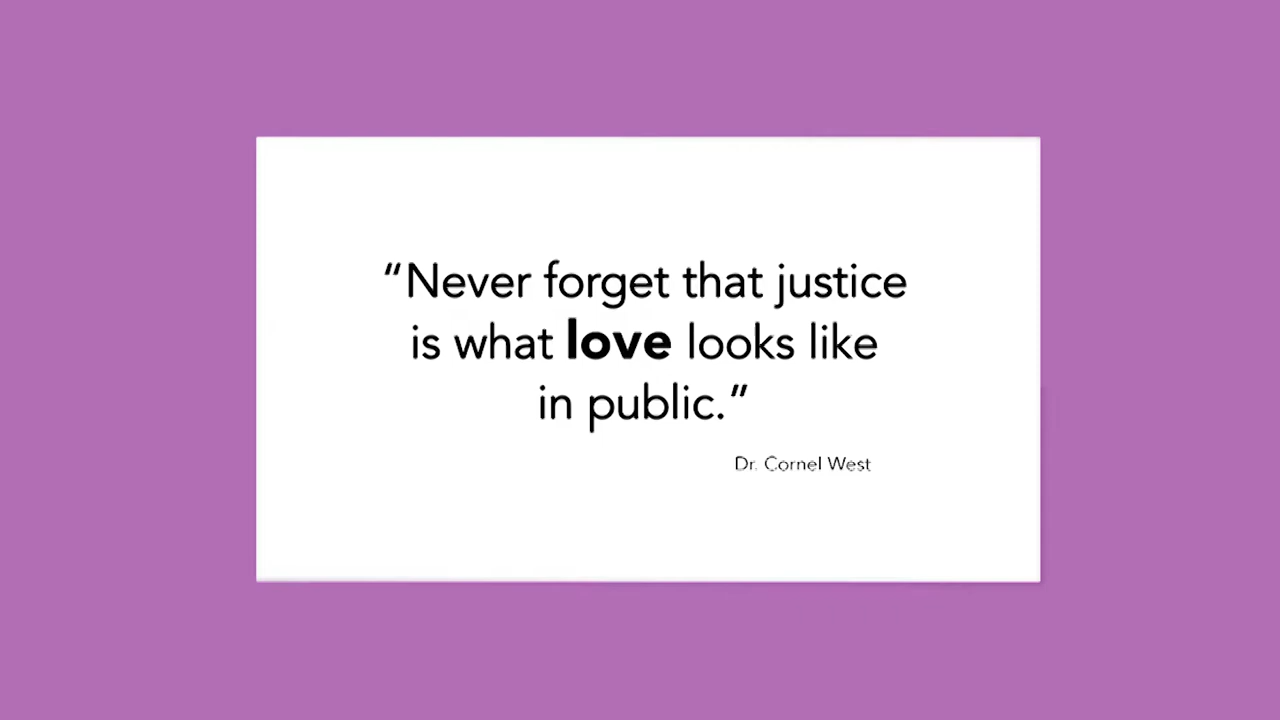 “Never forget that justice
is what love looks like
in public.”
Dr. Cornel West